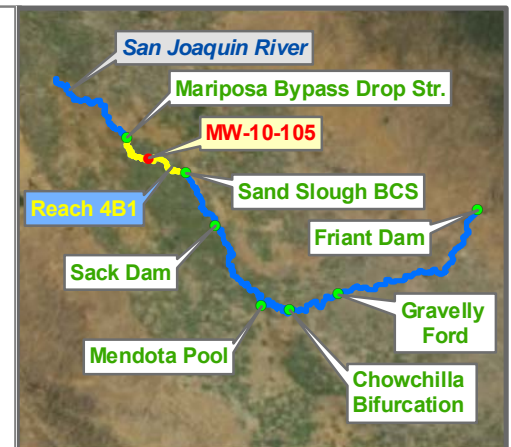 San Joaquin River
Mariposa Bypass Drop Str.
MW-10-105
Reach 4B1
Sand Slough BCS
Friant Dam
Sack Dam
Gravelly
Ford
Mendota Pool
Chowchilla
Bifurcation